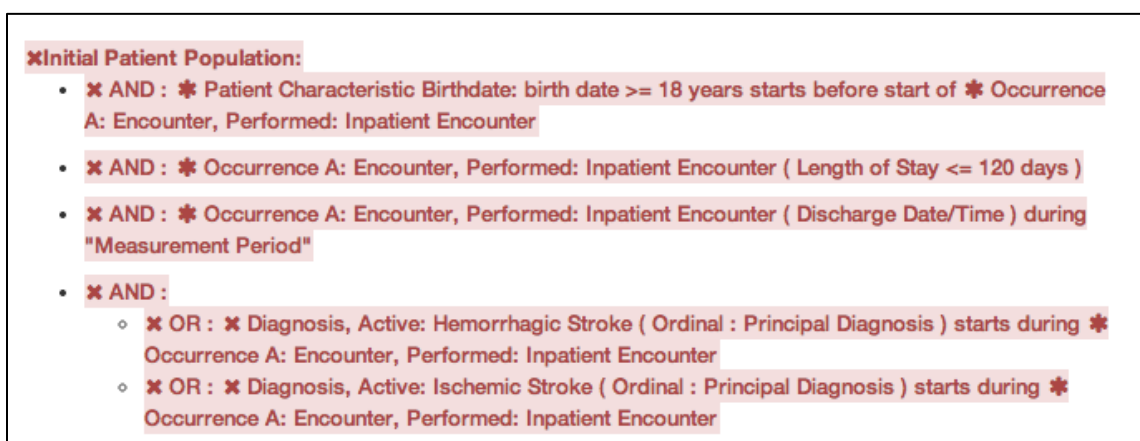 ✖Initial Patient Population:
• ✖ AND : ✱ Patient Characteristic Birthdate: birth date >= 18 years starts before start of ✱ Occurrence
A: Encounter, Performed: Inpatient Encounter
• ✖ AND : ✱ Occurrence A: Encounter, Performed: Inpatient Encounter ( Length of Stay <= 120 days )
• ✖ AND : ✱ Occurrence A: Encounter, Performed: Inpatient Encounter ( Discharge Date/Time ) during
"Measurement Period"
• ✖ AND :
◦ ✖ OR : ✖ Diagnosis, Active: Hemorrhagic Stroke ( Ordinal : Principal Diagnosis ) starts during ✱
Occurrence A: Encounter, Performed: Inpatient Encounter
◦ ✖ OR : ✖ Diagnosis, Active: Ischemic Stroke ( Ordinal : Principal Diagnosis ) starts during ✱
Occurrence A: Encounter, Performed: Inpatient Encounter